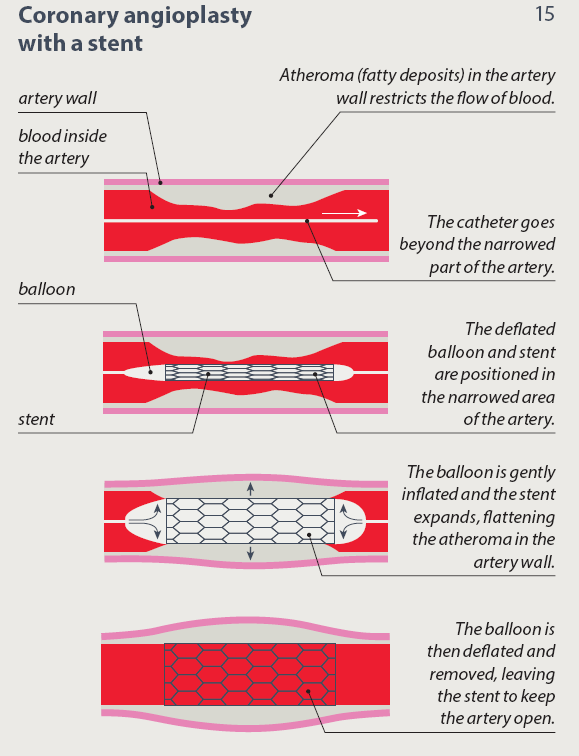 Coronary angioplasty
with a stent
15
Atheroma (fatty deposits) in the artery
wall restricts the flow of blood.
artery wall
blood inside
the artery
The catheter goes
beyond the narrowed
part of the artery.
balloon
The deflated
balloon and stent
are positioned in
the narrowed area
of the artery.
stent
The balloon is gently
inflated and the stent
expands, flattening
the atheroma in the
artery wall.
The balloon is
then deflated and
removed, leaving
the stent to keep
the artery open.